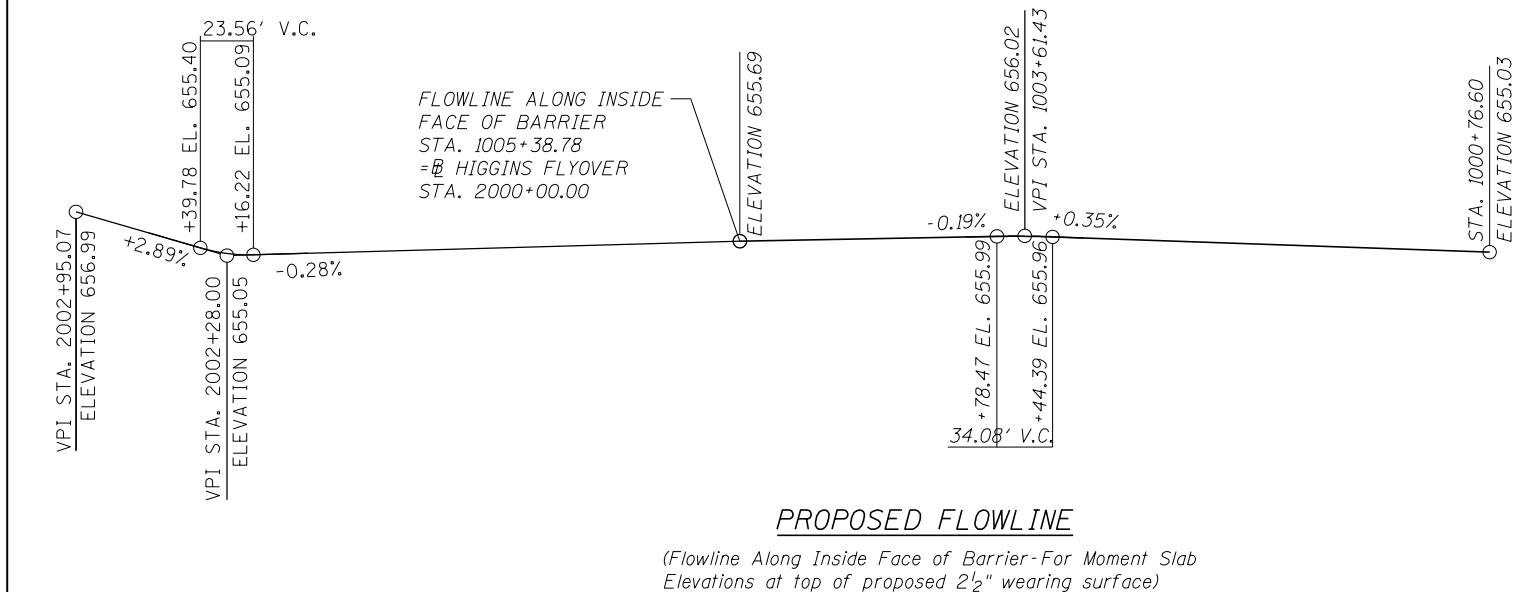 23.56' V.C.
+39.78 EL. 655.40
+16.22 EL. 655.09
FLOWLINE ALONG INSIDE
FACE OF BARRIER
STA. 1005+38.78
= HIGGINS FLYOVER
STA. 2000+00.00
ELEVATION 655.69
ELEVATION 656.02
VPI STA. 1003+61.43
STA. 1000+76.60
ELEVATION 655.03
+2.89%
-0.28%
-0.19%
+0.35%
VPI STA. 2002+95.07
ELEVATION 656.99
VPI STA. 2002+28.00
ELEVATION 655.05
+78.47 EL. 655.99
+44.39 EL. 655.96
34.08' V.C.
PROPOSED FLOWLINE
(Flowline Along Inside Face of Barrier-For Moment Slab
Elevations at top of proposed 2½" wearing surface)